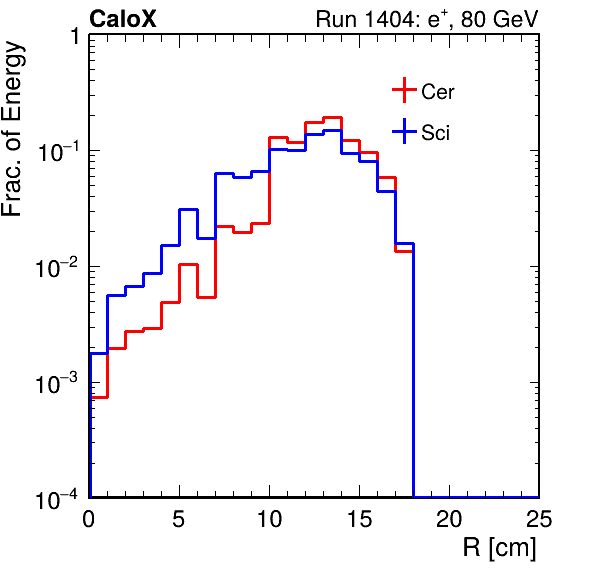 CaloX
Run 1404: e⁺, 80 GeV
Frac. of Energy
1
10⁻¹
10⁻²
10⁻³
10⁻⁴
Cer
Sci
0 5 10 15 20 25
R [cm]